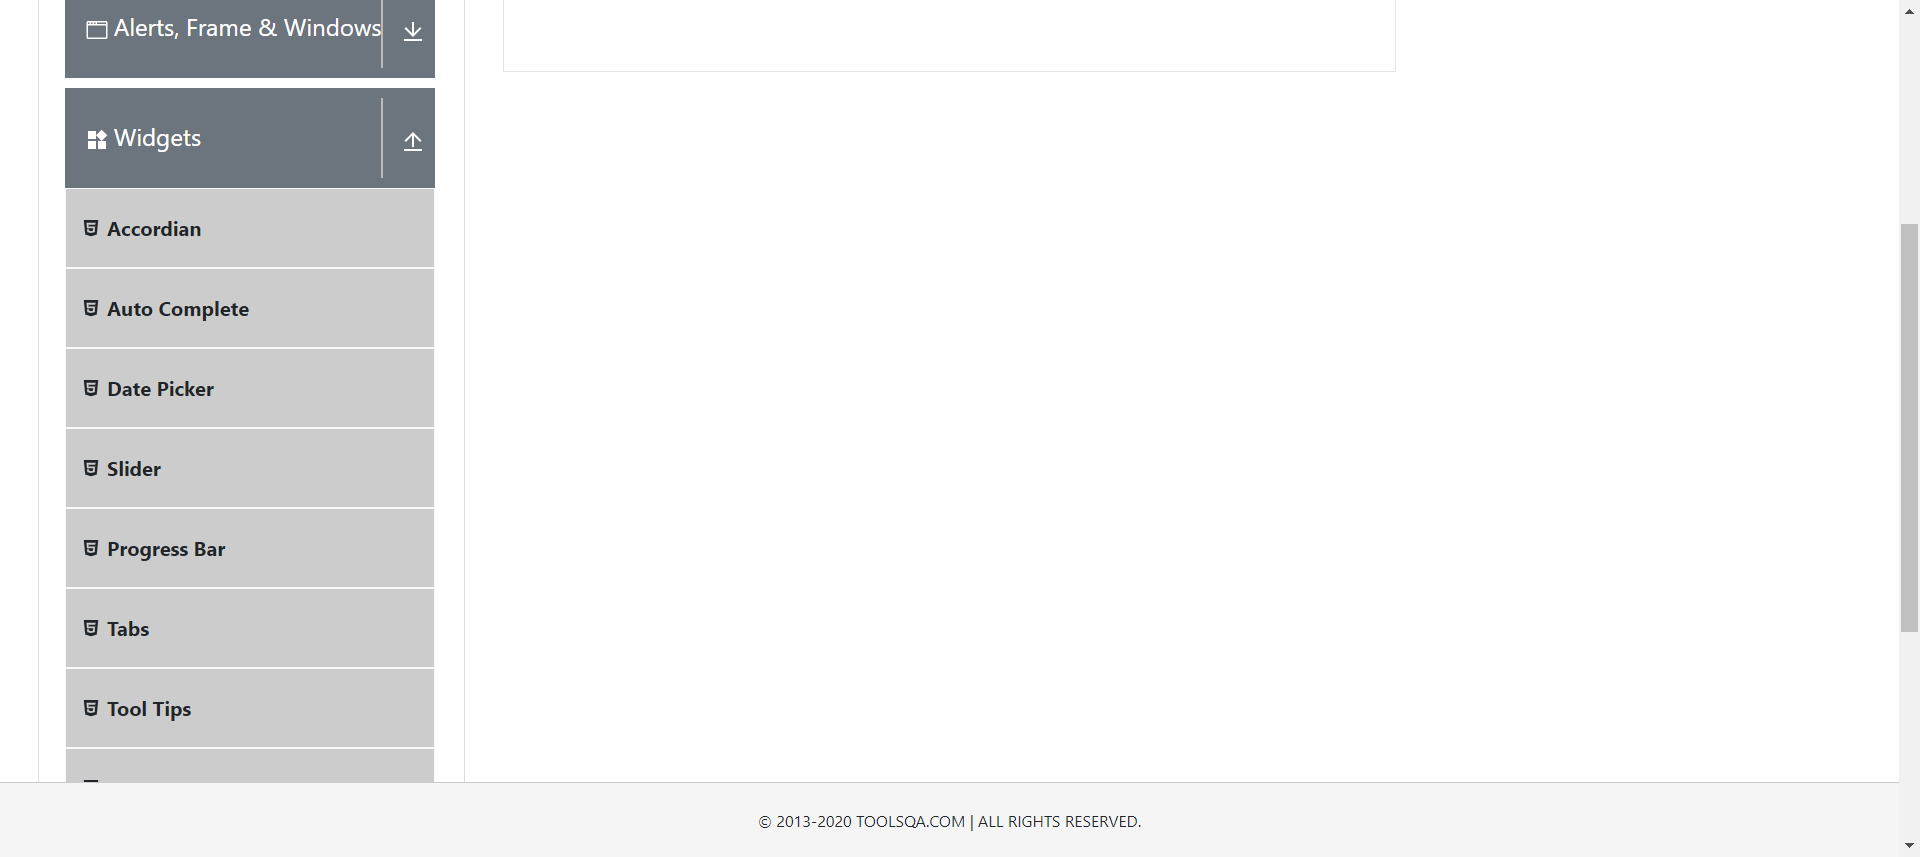 Alerts, Frame & Windows
Widgets
Accordian
Auto Complete
Date Picker
Slider
Progress Bar
Tabs
Tool Tips
© 2013-2020 TOOLSQA.COM | ALL RIGHTS RESERVED.